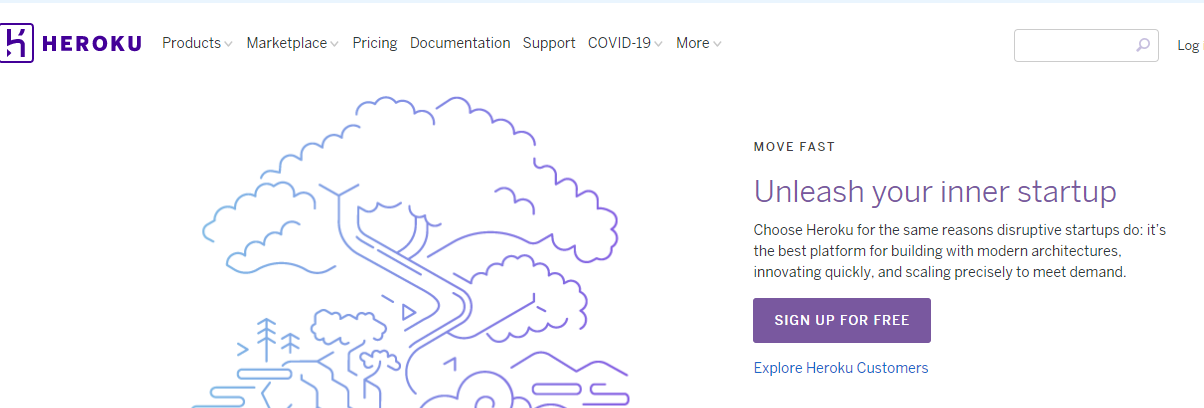 HEROKU Products Marketplace Pricing Documentation Support COVID-19 More Log
MOVE FAST
Unleash your inner startup
Choose Heroku for the same reasons disruptive startups do: it's
the best platform for building with modern architectures,
innovating quickly, and scaling precisely to meet demand.
SIGN UP FOR FREE
Explore Heroku Customers